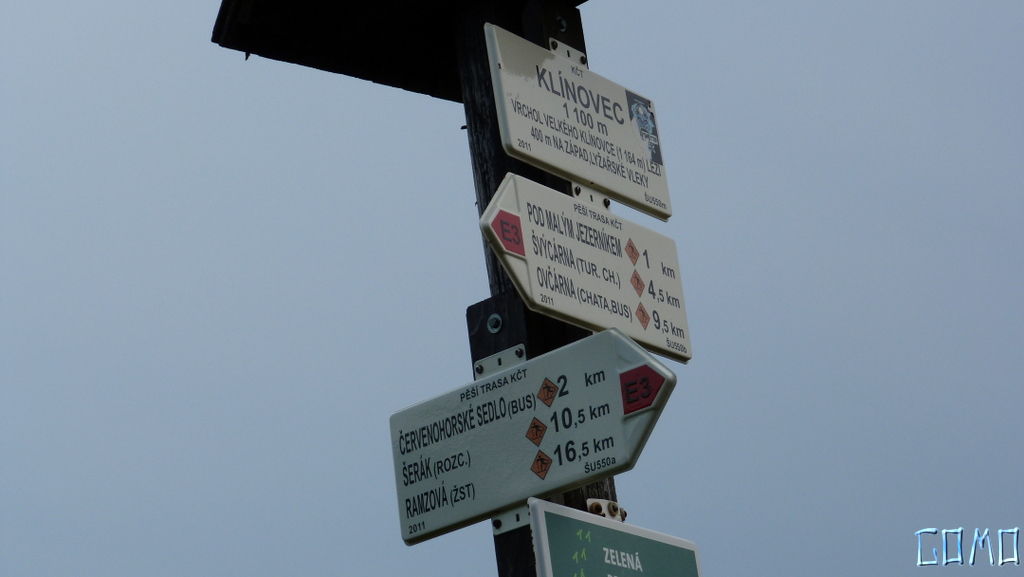 KČT
KLÍNOVEC
1 100 m
VRCHOL VELKÉHO KLÍNOVCE (1 164 m) LEŽÍ
400 m NA ZÁPAD, LYŽAŘSKÉ VLEKY
2011 ŠU550m
PĚŠÍ TRASA KČT
E3
POD MALÝM JEZERNÍKEM 1 km
ŠVÝCÁRNA (TUR. CH.) 4,5 km
OVČÁRNA (CHATA,BUS) 9,5 km
2011 ŠU550b
PĚŠÍ TRASA KČT
ČERVENOHORSKÉ SEDLO (BUS) 2 km
E3
ŠERÁK (ROZC.) 10,5 km
RAMZOVÁ (ŽST) 16,5 km
2011 ŠU550a
ZELENÁ
GOMO